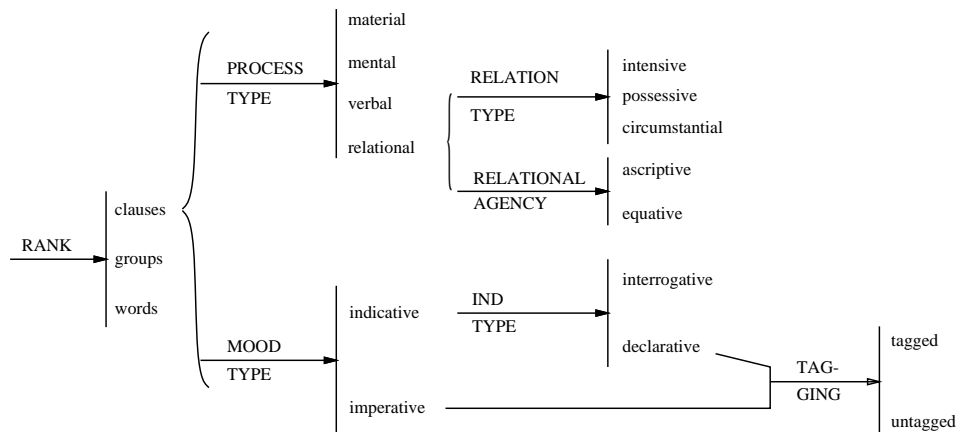 material
PROCESS
TYPE
mental
verbal
relational
RELATION
TYPE
intensive
possessive
circumstantial
RELATIONAL
AGENCY
ascriptive
equative
RANK
clauses
groups
words
MOOD
TYPE
indicative
imperative
IND
TYPE
interrogative
declarative
TAG-
GING
tagged
untagged